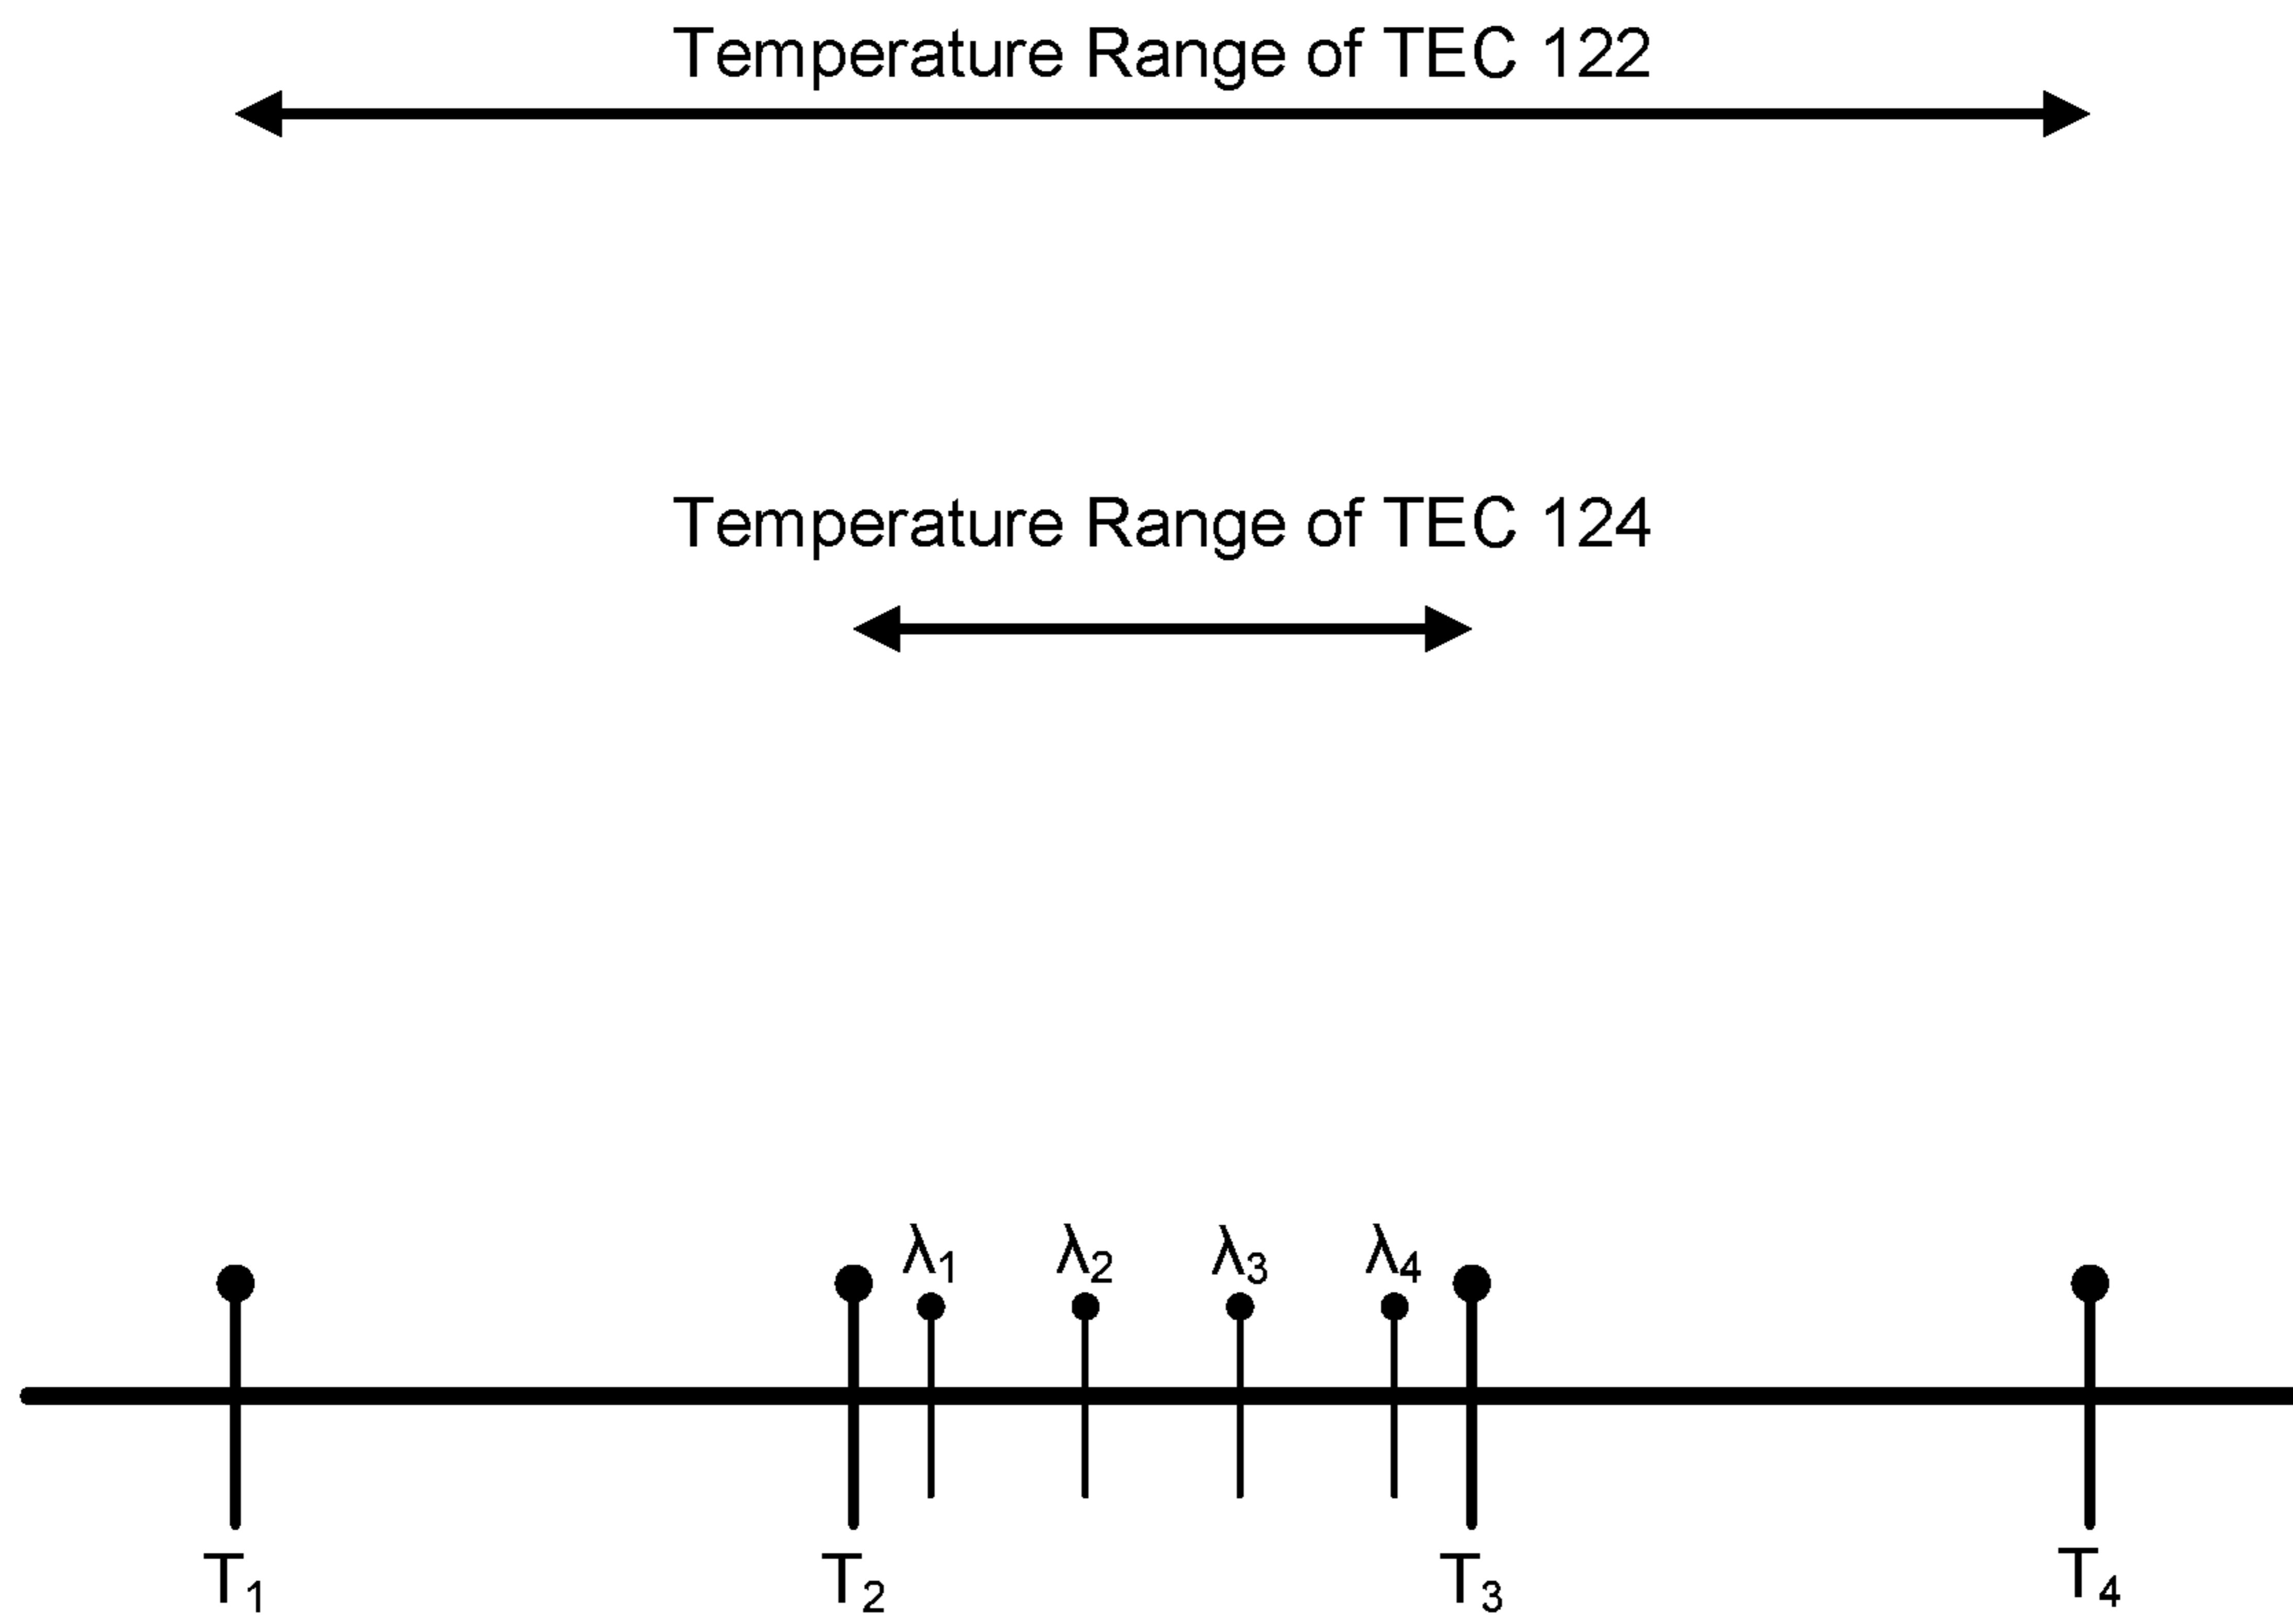 Temperature Range of TEC 122
Temperature Range of TEC 124
λ₁ λ₂ λ₃ λ₄
T₁ T₂ T₃ T₄